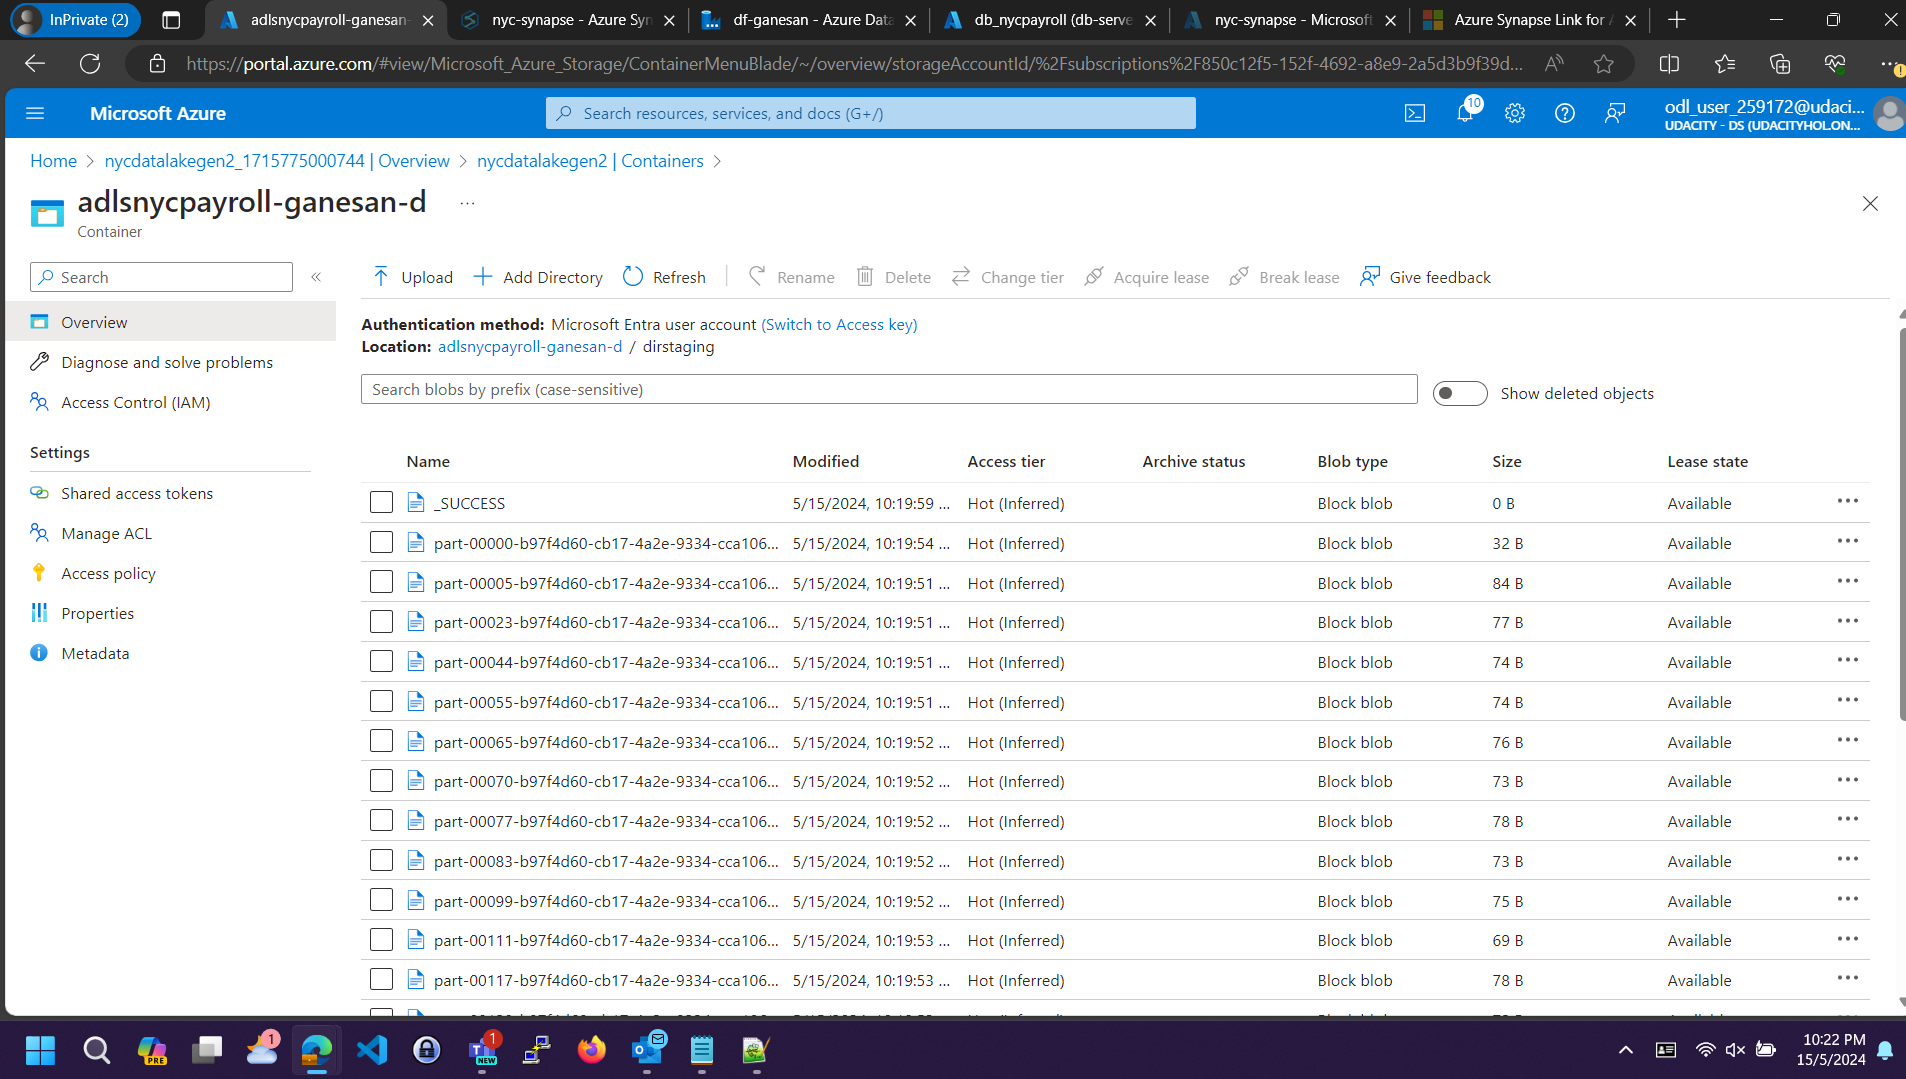 InPrivate (2)
adlsnycpayroll-ganesan-
nyc-synapse - Azure Syn
df-ganesan - Azure Data
db_nycpayroll (db-serve
nyc-synapse - Microsoft
Azure Synapse Link for A
https://portal.azure.com/#view/Microsoft_Azure_Storage/ContainerMenuBlade/~/overview/storageAccountId/%2Fsubscriptions%2F850c12f5-152f-4692-a8e9-2a5d3b9f39d...
Microsoft Azure
Search resources, services, and docs (G+/)
10
odl_user_259172@udaci...
UDACITY - DS (UDACITYHOL.ON...
Home > nycdatalakegen2_1715775000744 | Overview > nycdatalakegen2 | Containers >
adlsnycpayroll-ganesan-d ...
Container
Search
Upload Add Directory Refresh Rename Delete Change tier Acquire lease Break lease Give feedback
Overview
Diagnose and solve problems
Access Control (IAM)
Settings
Shared access tokens
Manage ACL
Access policy
Properties
Metadata
Authentication method: Microsoft Entra user account (Switch to Access key)
Location: adlsnycpayroll-ganesan-d / dirstaging
Search blobs by prefix (case-sensitive)
Show deleted objects
Name Modified Access tier Archive status Blob type Size Lease state
_SUCCESS 5/15/2024, 10:19:59 ... Hot (Inferred) Block blob 0 B Available
part-00000-b97f4d60-cb17-4a2e-9334-cca106... 5/15/2024, 10:19:54 ... Hot (Inferred) Block blob 32 B Available
part-00005-b97f4d60-cb17-4a2e-9334-cca106... 5/15/2024, 10:19:51 ... Hot (Inferred) Block blob 84 B Available
part-00023-b97f4d60-cb17-4a2e-9334-cca106... 5/15/2024, 10:19:51 ... Hot (Inferred) Block blob 77 B Available
part-00044-b97f4d60-cb17-4a2e-9334-cca106... 5/15/2024, 10:19:51 ... Hot (Inferred) Block blob 74 B Available
part-00055-b97f4d60-cb17-4a2e-9334-cca106... 5/15/2024, 10:19:51 ... Hot (Inferred) Block blob 74 B Available
part-00065-b97f4d60-cb17-4a2e-9334-cca106... 5/15/2024, 10:19:52 ... Hot (Inferred) Block blob 76 B Available
part-00070-b97f4d60-cb17-4a2e-9334-cca106... 5/15/2024, 10:19:52 ... Hot (Inferred) Block blob 73 B Available
part-00077-b97f4d60-cb17-4a2e-9334-cca106... 5/15/2024, 10:19:52 ... Hot (Inferred) Block blob 78 B Available
part-00083-b97f4d60-cb17-4a2e-9334-cca106... 5/15/2024, 10:19:52 ... Hot (Inferred) Block blob 73 B Available
part-00099-b97f4d60-cb17-4a2e-9334-cca106... 5/15/2024, 10:19:52 ... Hot (Inferred) Block blob 75 B Available
part-00111-b97f4d60-cb17-4a2e-9334-cca106... 5/15/2024, 10:19:53 ... Hot (Inferred) Block blob 69 B Available
part-00117-b97f4d60-cb17-4a2e-9334-cca106... 5/15/2024, 10:19:53 ... Hot (Inferred) Block blob 78 B Available
PRE
1
1
NEW
10:22 PM
15/5/2024